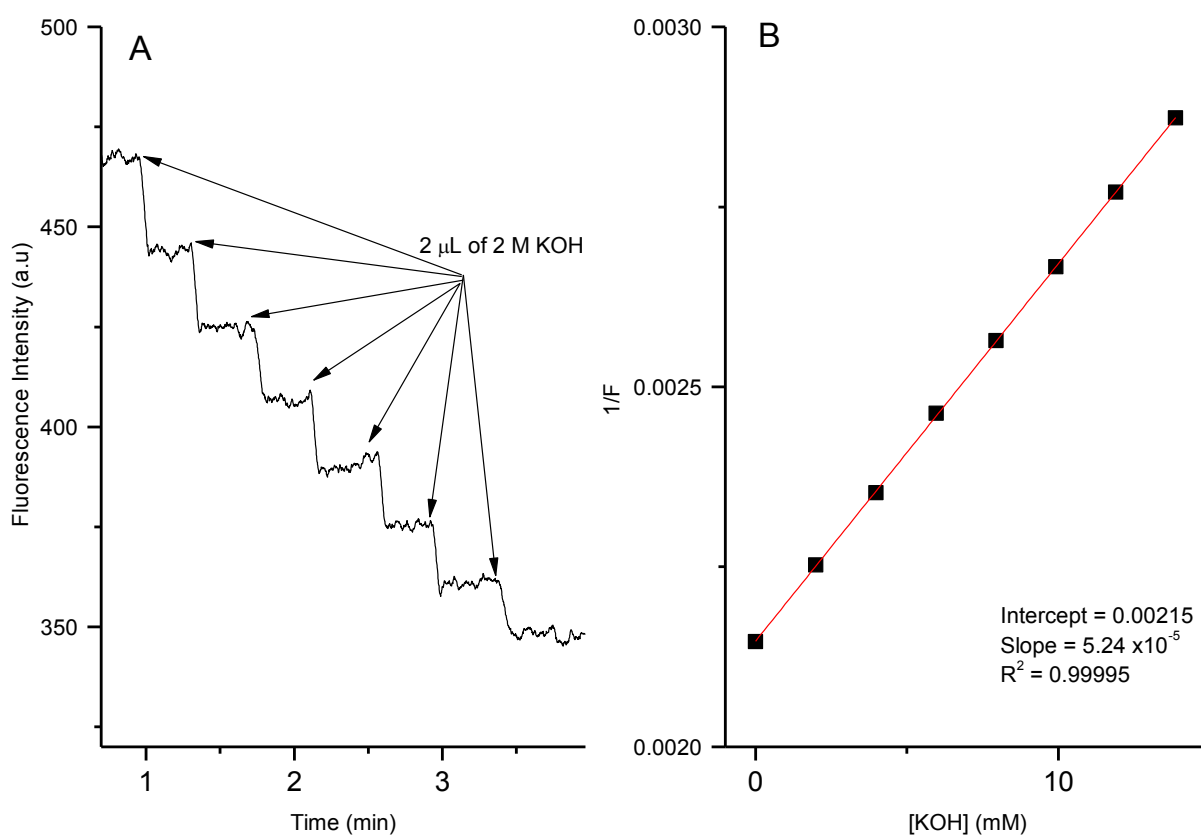 A
500
450
400
350
Fluorescence Intensity (a.u)
2 μL of 2 M KOH
1
2
3
Time (min)
B
0.0030
0.0025
0.0020
1/F
Intercept = 0.00215
Slope = 5.24 x10⁻⁵
R² = 0.99995
0
10
[KOH] (mM)